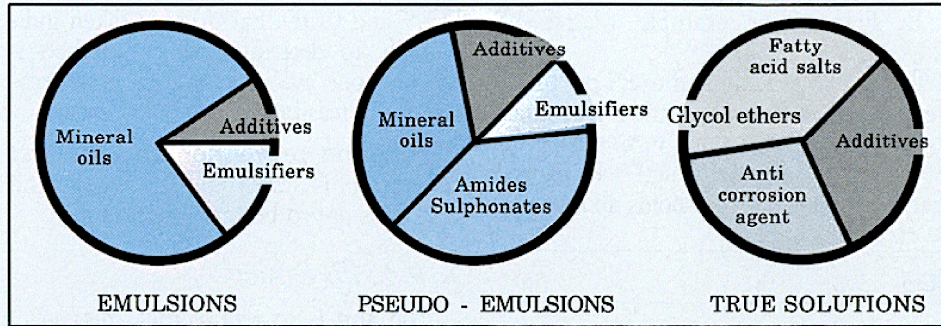 Mineral
oils
Additives
Emulsifiers
EMULSIONS
Additives
Mineral
oils
Emulsifiers
Amides
Sulphonates
PSEUDO - EMULSIONS
Fatty
acid salts
Glycol ethers
Additives
Anti
corrosion
agent
TRUE SOLUTIONS